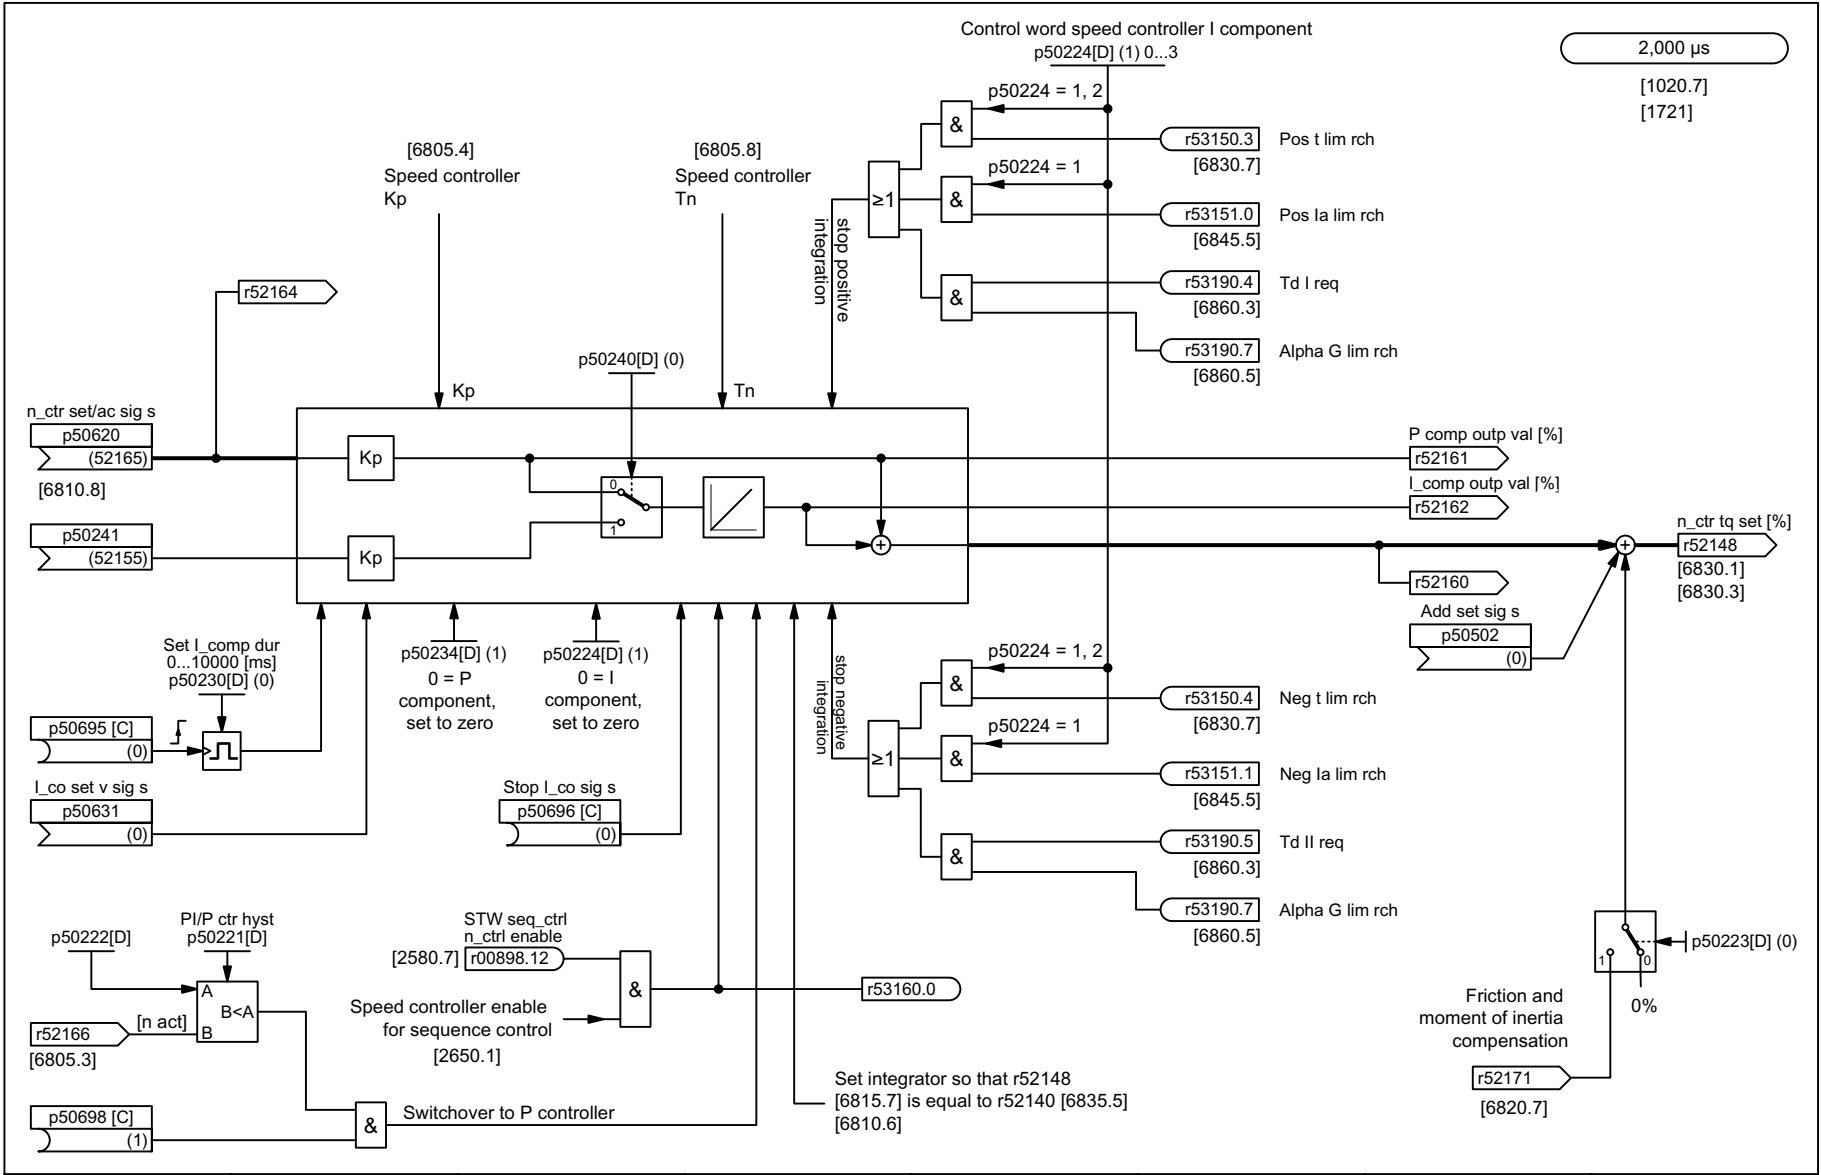 Control word speed controller I component
p50224[D] (1) 0...3
2,000 µs
[1020.7]
[1721]
p50224 = 1, 2
&
r53150.3
Pos t lim rch
[6830.7]
p50224 = 1
≥1
&
r53151.0
Pos Ia lim rch
[6845.5]
&
r53190.4
Td I req
[6860.3]
r53190.7
Alpha G lim rch
[6860.5]
stop positive
integration
[6805.4]
Speed controller
Kp
[6805.8]
Speed controller
Tn
r52164
p50240[D] (0)
Kp
Tn
n_ctr set/ac sig s
p50620
(52165)
[6810.8]
Kp
0
1
p50241
(52155)
Kp
+
P comp outp val [%]
r52161
I_comp outp val [%]
r52162
n_ctr tq set [%]
+
r52148
[6830.1]
[6830.3]
r52160
Add set sig s
p50502
(0)
Set I_comp dur
0...10000 [ms]
p50230[D] (0)
p50234[D] (1)
0 = P
component,
set to zero
p50224[D] (1)
0 = I
component,
set to zero
stop negative
integration
p50224 = 1, 2
&
r53150.4
Neg t lim rch
[6830.7]
p50224 = 1
≥1
&
r53151.1
Neg Ia lim rch
[6845.5]
&
r53190.5
Td II req
[6860.3]
r53190.7
Alpha G lim rch
[6860.5]
p50695 [C]
(0)
I_co set v sig s
p50631
(0)
Stop I_co sig s
p50696 [C]
(0)
p50222[D]
PI/P ctr hyst
p50221[D]
A
B<A
B
[n act]
r52166
[6805.3]
STW seq_ctrl
n_ctrl enable
[2580.7]
r00898.12
&
r53160.0
Speed controller enable
for sequence control
[2650.1]
p50698 [C]
(1)
&
Switchover to P controller
Set integrator so that r52148
[6815.7] is equal to r52140 [6835.5]
[6810.6]
p50223[D] (0)
1
0
0%
Friction and
moment of inertia
compensation
r52171
[6820.7]